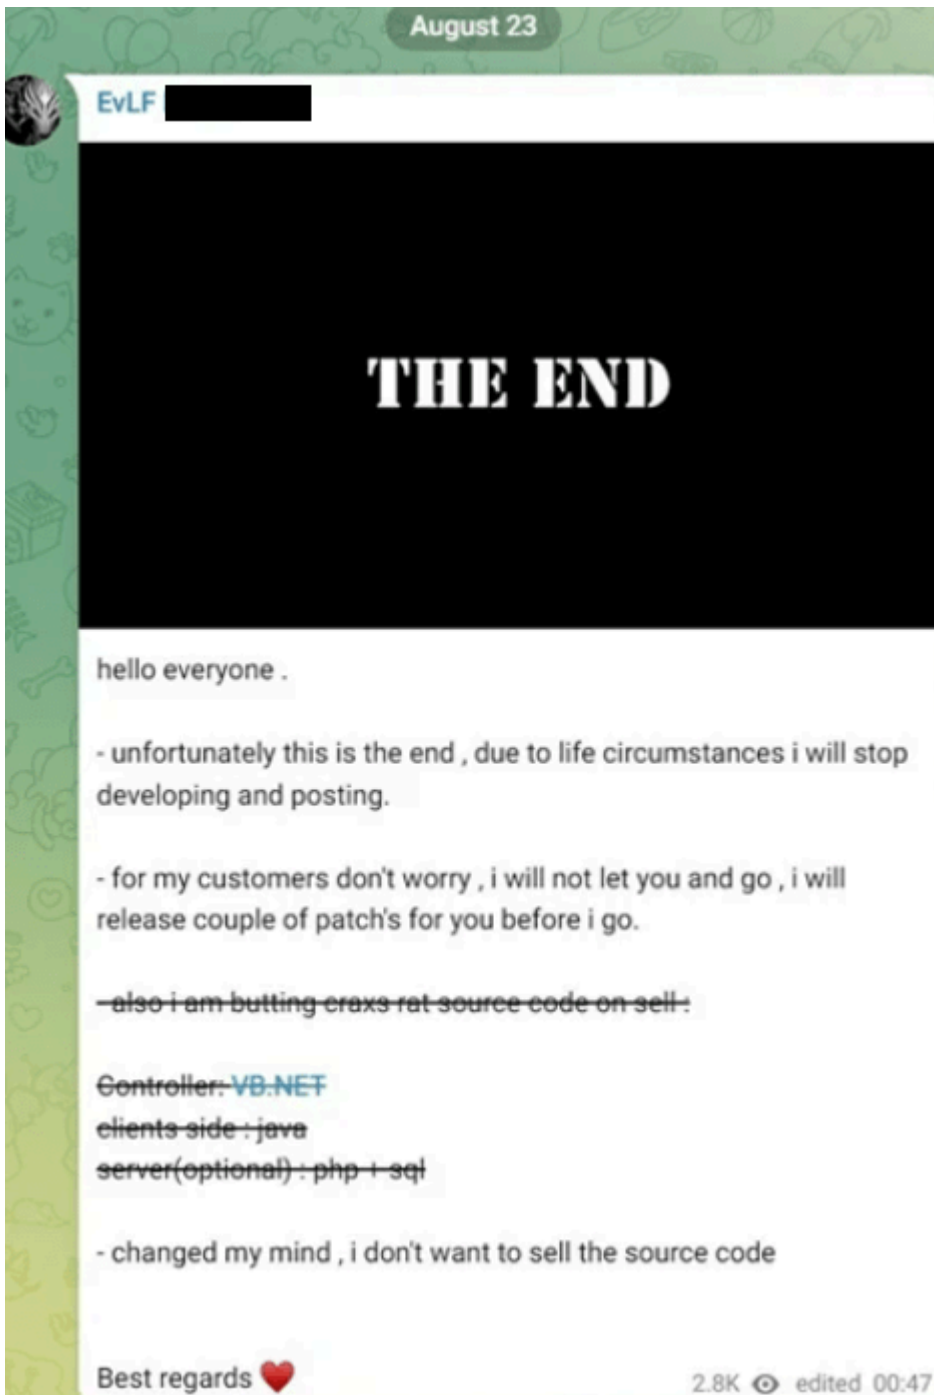 August 23
EvLF
THE END
hello everyone .
- unfortunately this is the end , due to life circumstances i will stop
developing and posting.
- for my customers don't worry , i will not let you and go , i will
release couple of patch's for you before i go.
- also i am butting craxs rat source code on sell :
Controller: VB.NET
clients side : java
server(optional) : php + sql
- changed my mind , i don't want to sell the source code
Best regards ❤️
2.8K edited 00:47